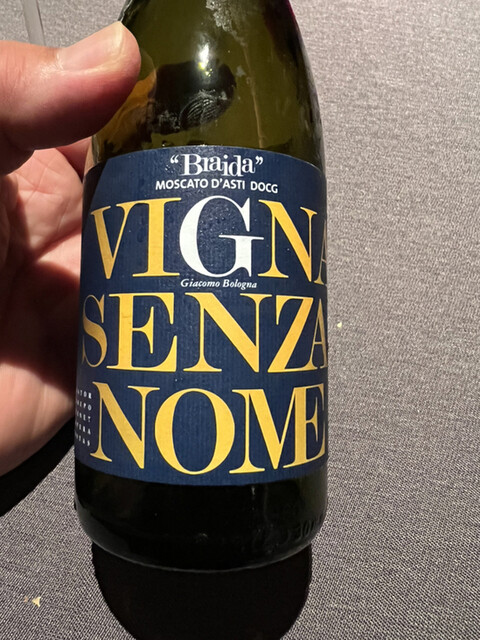 "Braida"
MOSCATO D'ASTI DOCG
VIGNA
Giacomo Bologna
SENZA
NOME